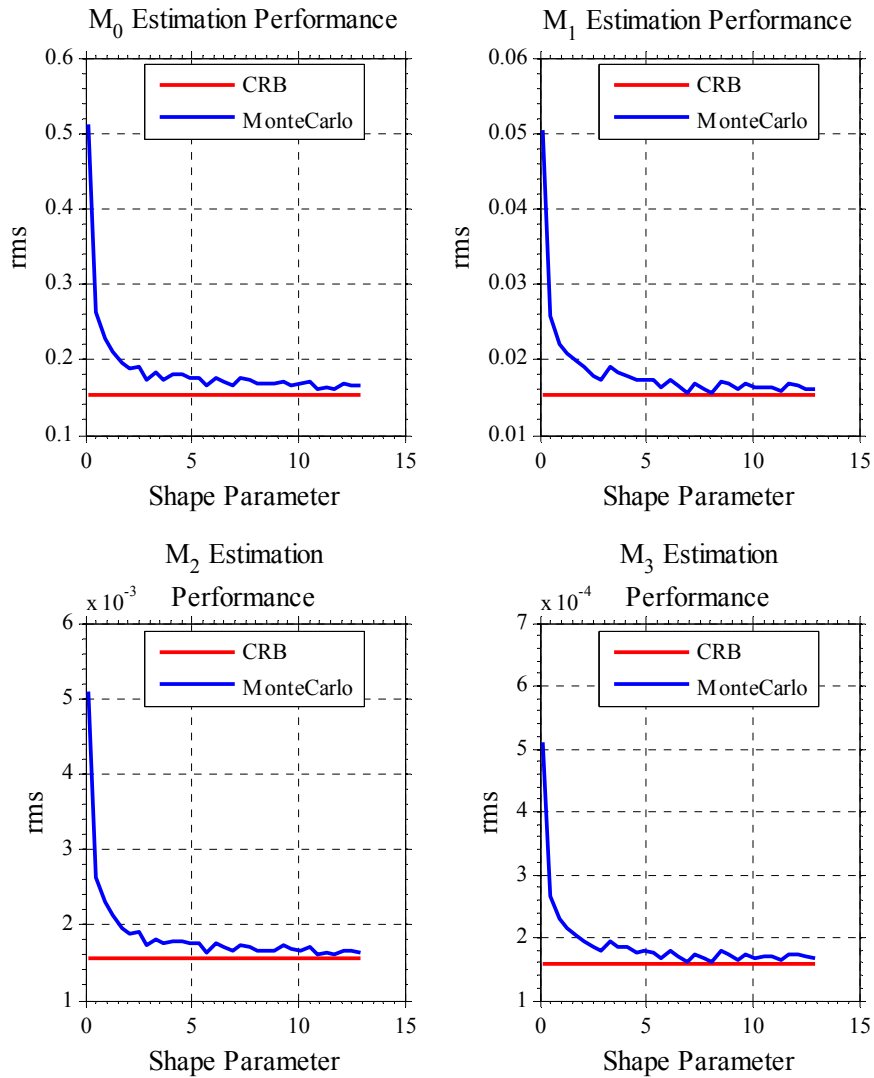 M0 Estimation Performance
0.6
0.5
0.4
0.3
0.2
0.1
rms
CRB
MonteCarlo
0 5 10 15
Shape Parameter
M1 Estimation Performance
0.06
0.05
0.04
0.03
0.02
0.01
rms
CRB
MonteCarlo
0 5 10 15
Shape Parameter
M2 Estimation
Performance
x 10-3
6
5
4
3
2
1
rms
CRB
MonteCarlo
0 5 10 15
Shape Parameter
M3 Estimation
Performance
x 10-4
7
6
5
4
3
2
1
rms
CRB
MonteCarlo
0 5 10 15
Shape Parameter